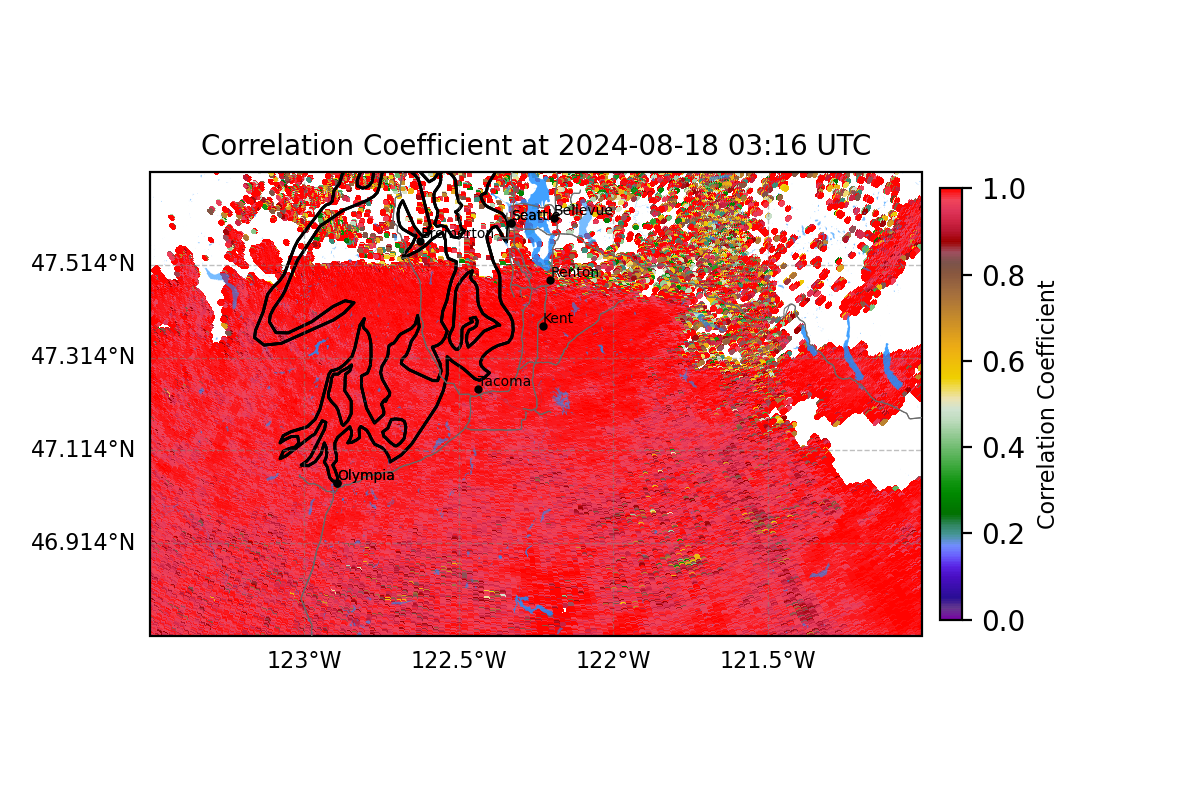 Correlation Coefficient at 2024-08-18 03:16 UTC
1.0
Bellevue
Seattle
Bremerton
47.514°N
Renton
0.8
Kent
47.314°N
0.6
Tacoma
Correlation Coefficient
0.4
47.114°N
Olympia
46.914°N
0.2
0.0
123°W 122.5°W 122°W 121.5°W